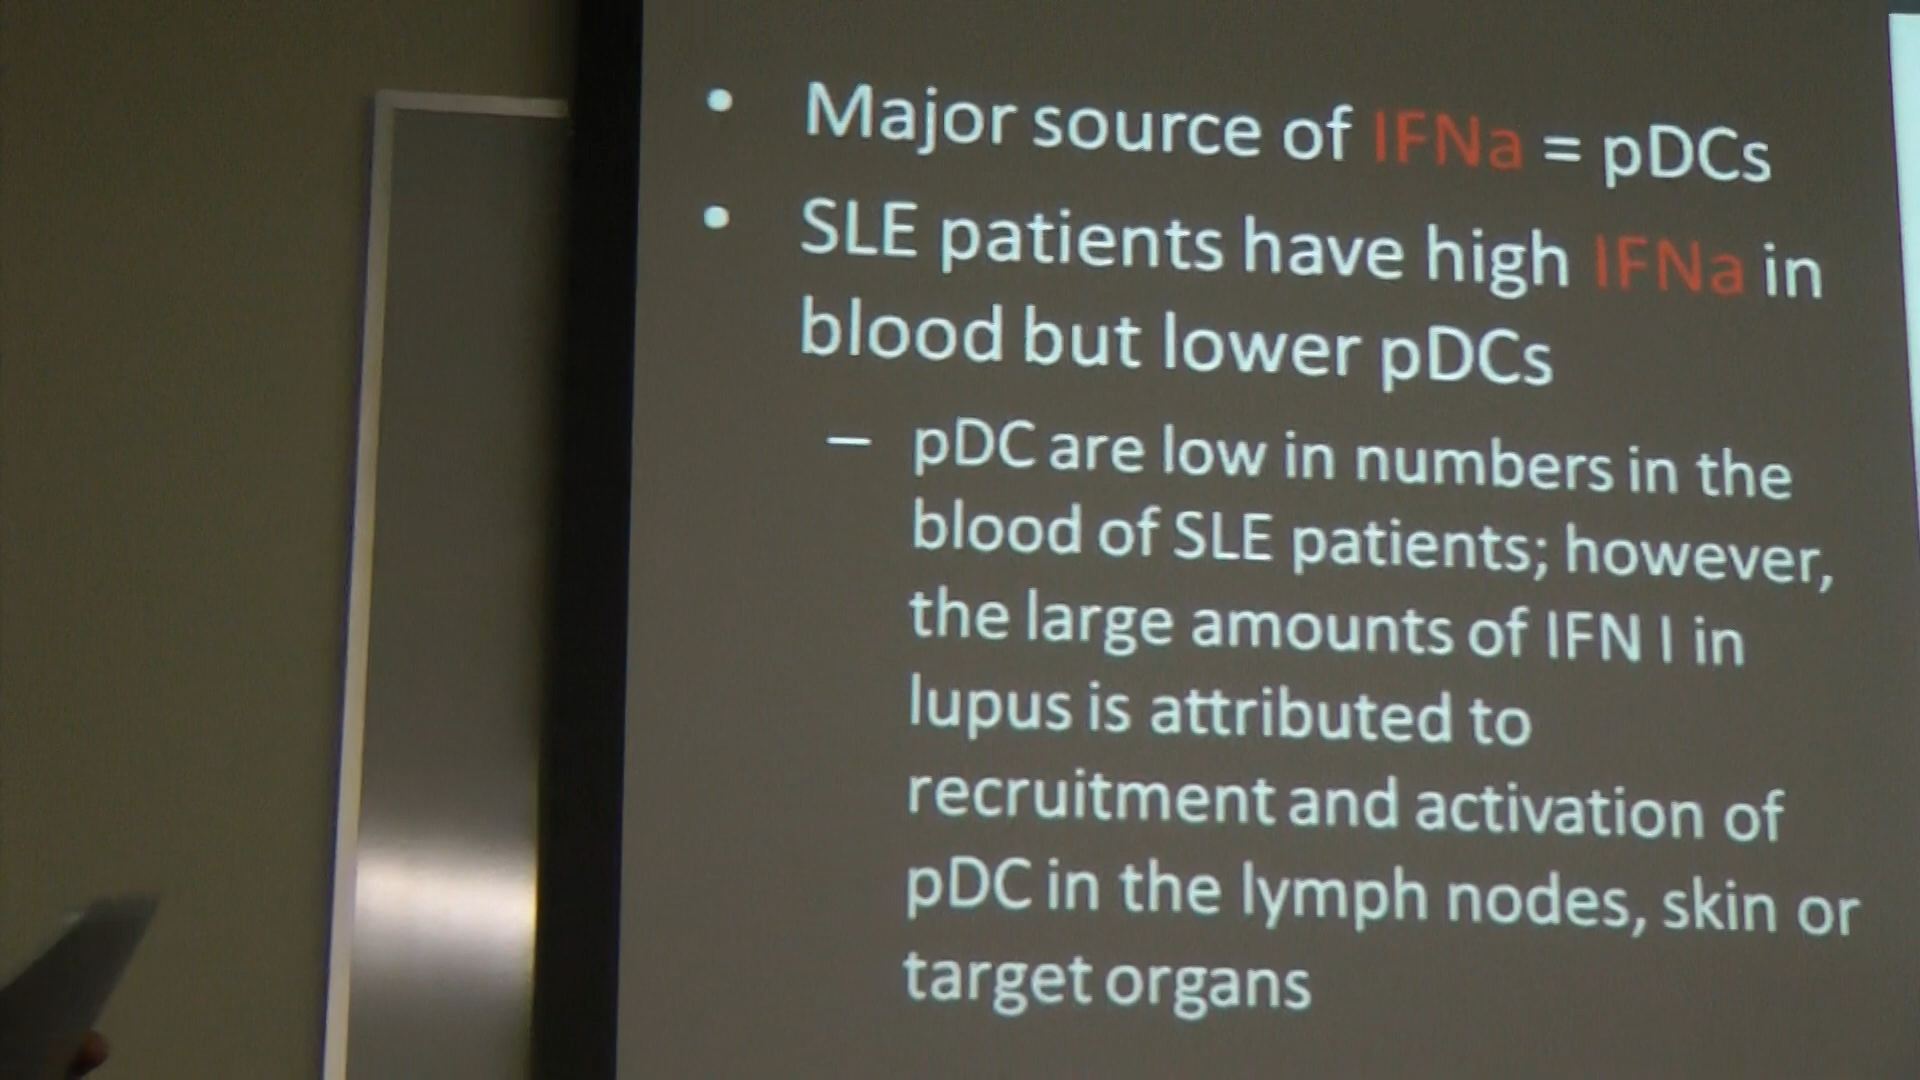 • Major source of IFNa = pDCs
• SLE patients have high IFNa in
blood but lower pDCs
– pDC are low in numbers in the
blood of SLE patients; however,
the large amounts of IFN I in
lupus is attributed to
recruitment and activation of
pDC in the lymph nodes, skin or
target organs